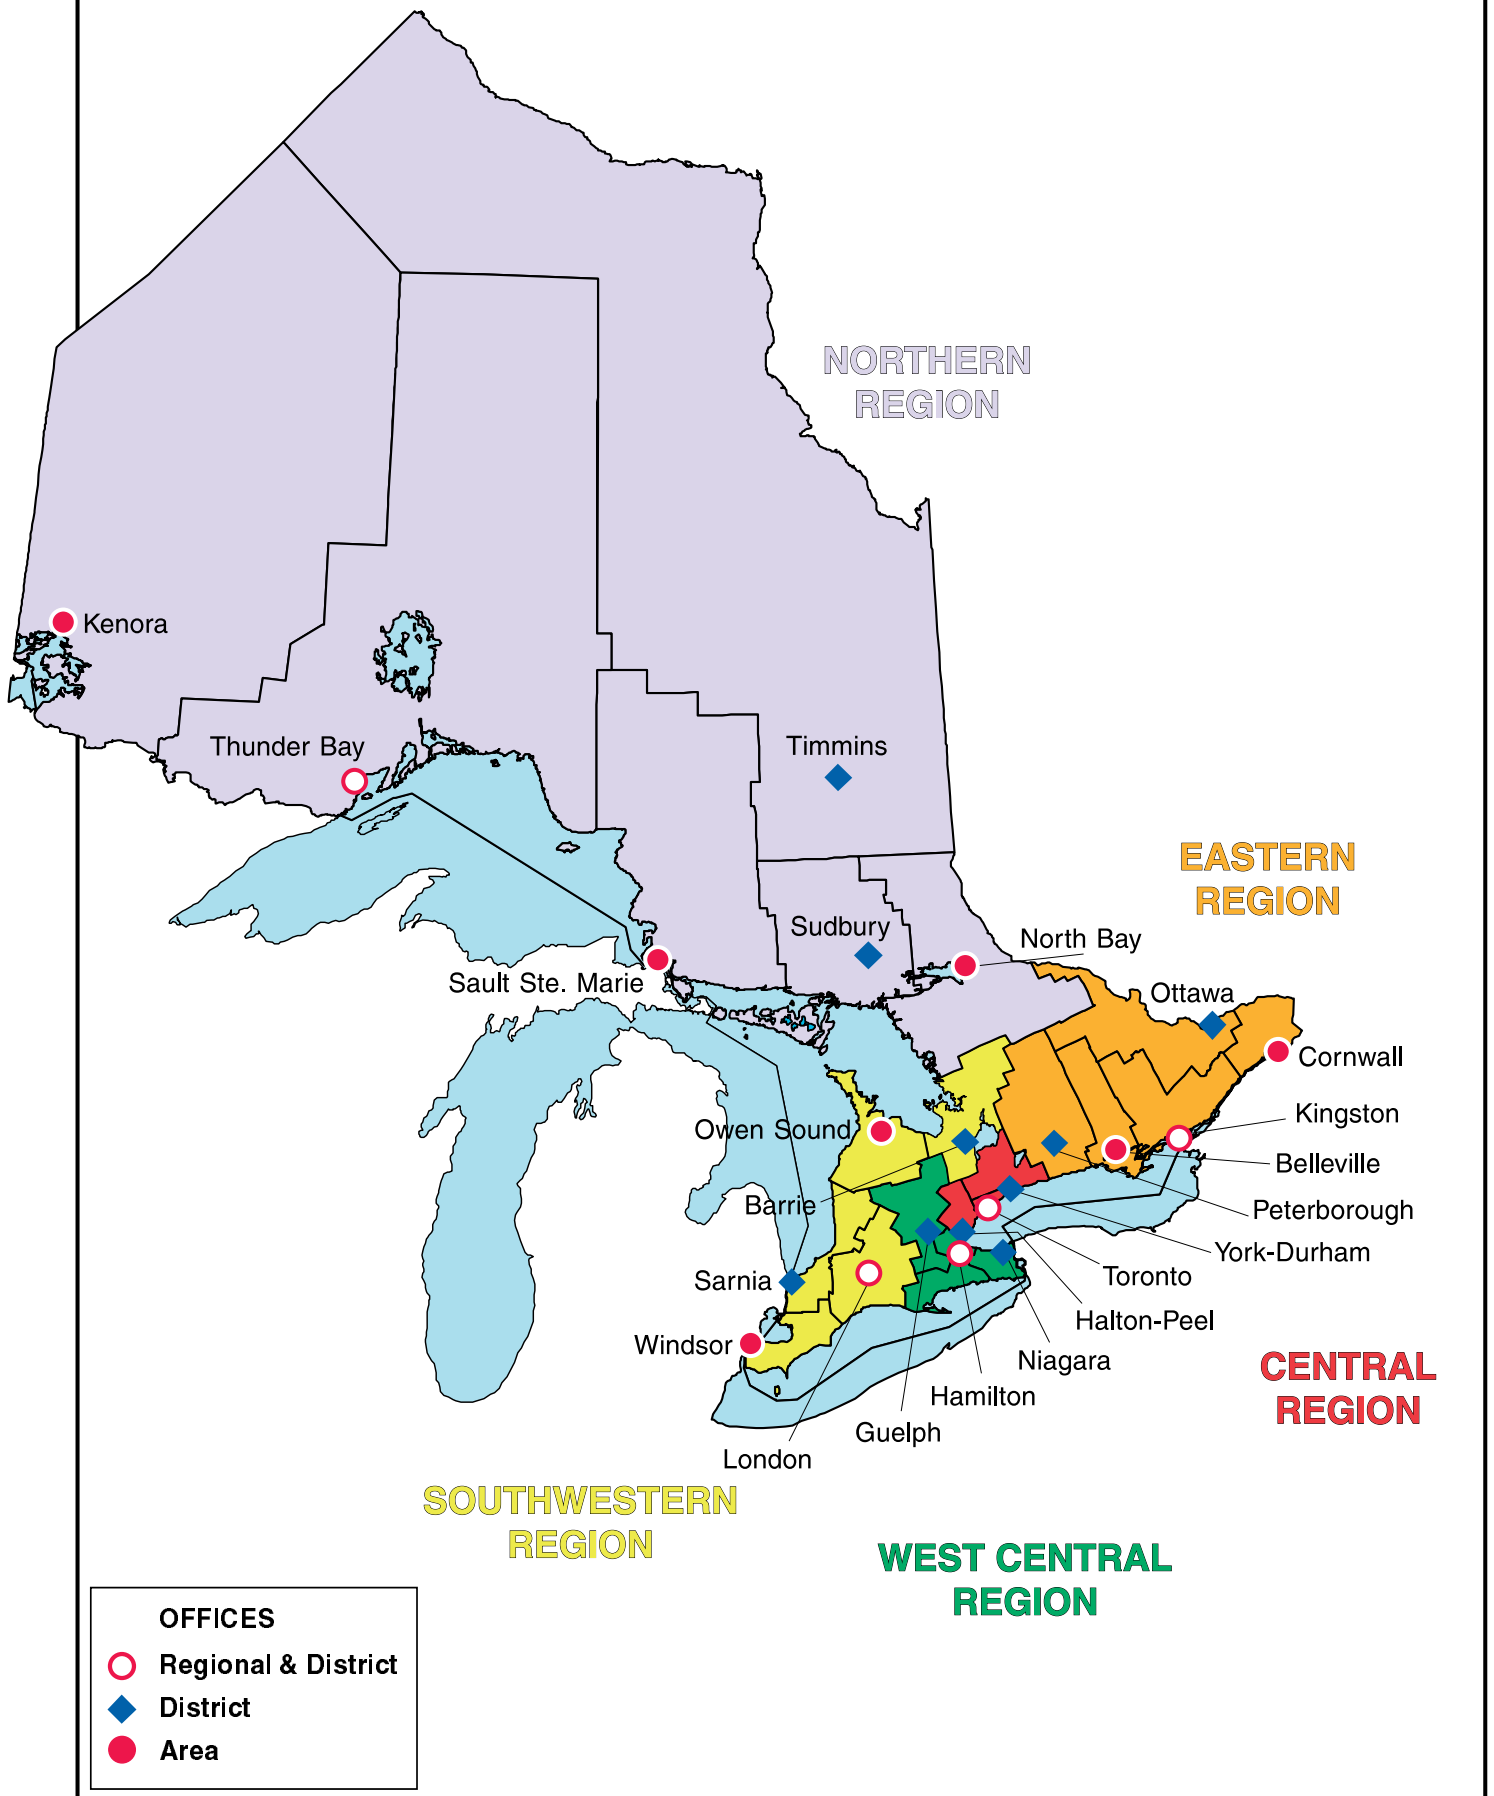 NORTHERN
REGION
Kenora
Thunder Bay
Timmins
EASTERN
REGION
Sudbury
North Bay
Sault Ste. Marie
Ottawa
Cornwall
Kingston
Owen Sound
Belleville
Barrie
Peterborough
York-Durham
Toronto
Sarnia
Halton-Peel
Windsor
Niagara
CENTRAL
REGION
Hamilton
Guelph
London
SOUTHWESTERN
REGION
WEST CENTRAL
REGION
OFFICES
Regional & District
District
Area